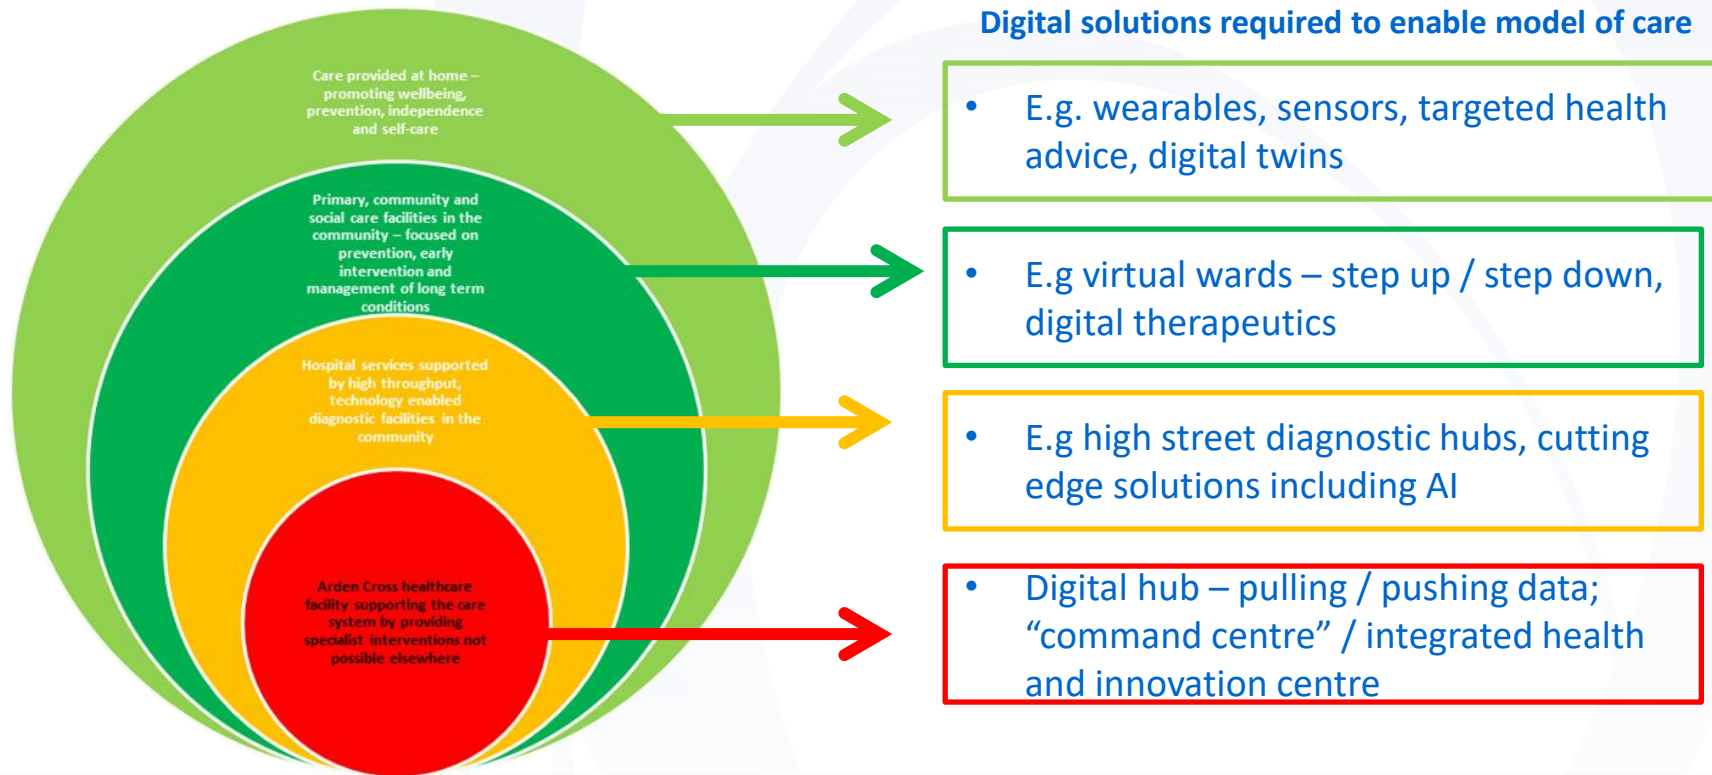 Digital solutions required to enable model of care
Care provided at home –
promoting wellbeing,
prevention, independence
and self-care
• E.g. wearables, sensors, targeted health
advice, digital twins
Primary, community and
social care facilities in the
community – focused on
prevention, early
intervention and
management of long term
conditions
• E.g virtual wards – step up / step down,
digital therapeutics
Hospital services supported
by high throughput,
technology enabled
diagnostic facilities in the
community
• E.g high street diagnostic hubs, cutting
edge solutions including AI
Arden Cross healthcare
facility supporting the care
system by providing
specialist interventions not
possible elsewhere
• Digital hub – pulling / pushing data;
“command centre” / integrated health
and innovation centre